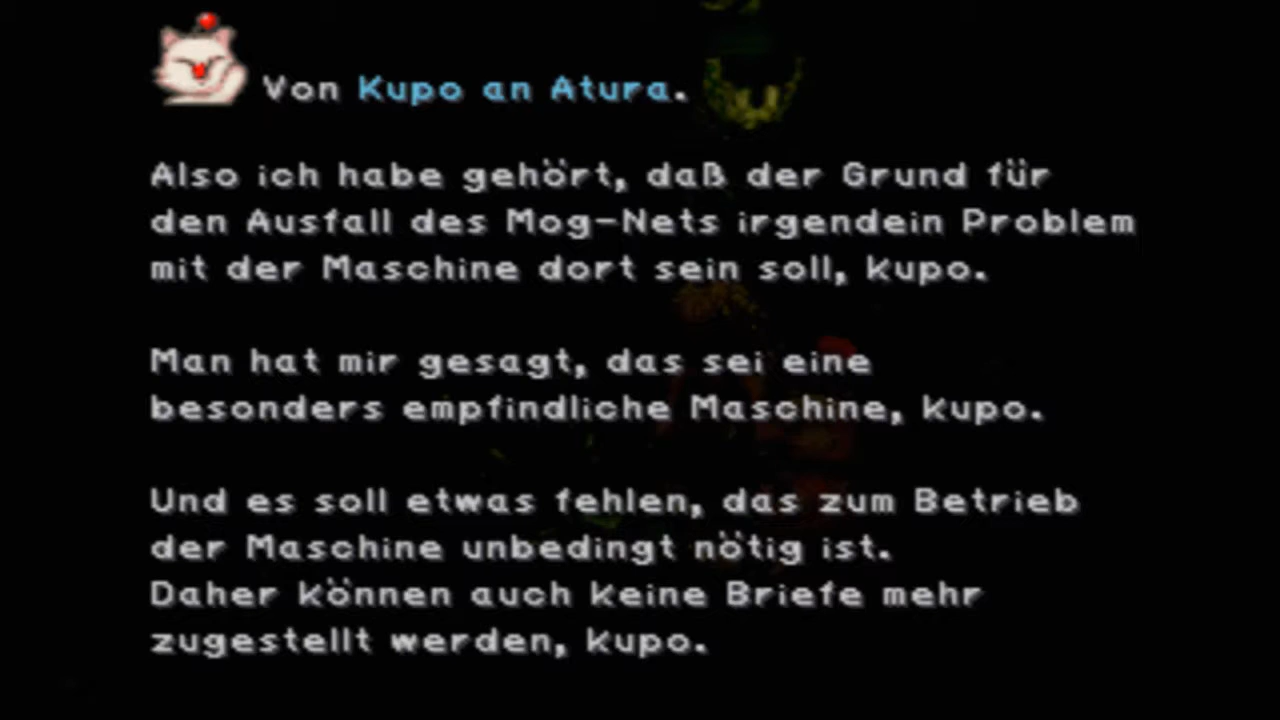 Von Kupo an Atura.
Also ich habe gehört, daß der Grund für
den Ausfall des Mog-Nets irgendein Problem
mit der Maschine dort sein soll, kupo.
Man hat mir gesagt, das sei eine
besonders empfindliche Maschine, kupo.
Und es soll etwas fehlen, das zum Betrieb
der Maschine unbedingt nötig ist.
Daher können auch keine Briefe mehr
zugestellt werden, kupo.